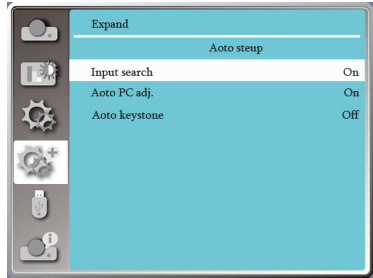 Expand
Aoto steup
Input search On
Aoto PC adj. On
Aoto keystone Off